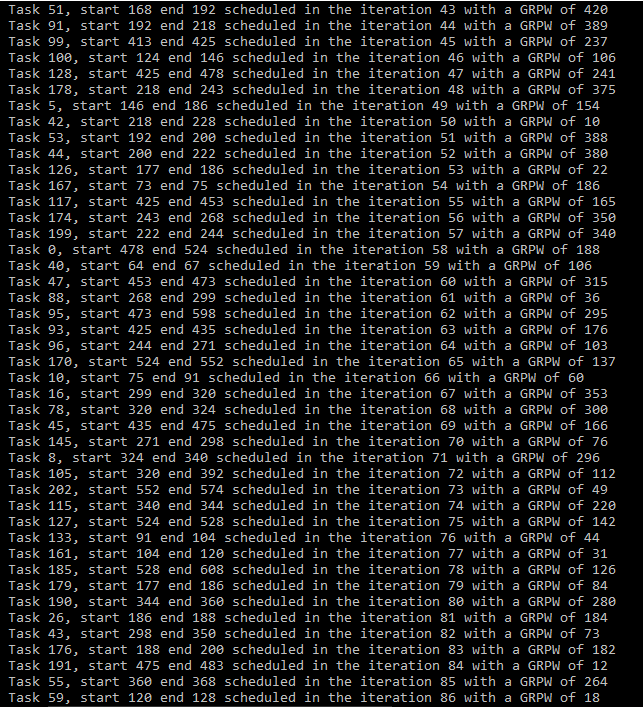 Task 51, start 168 end 192 scheduled in the iteration 43 with a GRPW of 420
Task 91, start 192 end 218 scheduled in the iteration 44 with a GRPW of 389
Task 99, start 413 end 425 scheduled in the iteration 45 with a GRPW of 237
Task 100, start 124 end 146 scheduled in the iteration 46 with a GRPW of 106
Task 128, start 425 end 478 scheduled in the iteration 47 with a GRPW of 241
Task 178, start 218 end 243 scheduled in the iteration 48 with a GRPW of 375
Task 5, start 146 end 186 scheduled in the iteration 49 with a GRPW of 154
Task 42, start 218 end 228 scheduled in the iteration 50 with a GRPW of 10
Task 53, start 192 end 200 scheduled in the iteration 51 with a GRPW of 388
Task 44, start 200 end 222 scheduled in the iteration 52 with a GRPW of 380
Task 126, start 177 end 186 scheduled in the iteration 53 with a GRPW of 22
Task 167, start 73 end 75 scheduled in the iteration 54 with a GRPW of 186
Task 117, start 425 end 453 scheduled in the iteration 55 with a GRPW of 165
Task 174, start 243 end 268 scheduled in the iteration 56 with a GRPW of 350
Task 199, start 222 end 244 scheduled in the iteration 57 with a GRPW of 340
Task 0, start 478 end 524 scheduled in the iteration 58 with a GRPW of 188
Task 40, start 64 end 67 scheduled in the iteration 59 with a GRPW of 106
Task 47, start 453 end 473 scheduled in the iteration 60 with a GRPW of 315
Task 88, start 268 end 299 scheduled in the iteration 61 with a GRPW of 36
Task 95, start 473 end 598 scheduled in the iteration 62 with a GRPW of 295
Task 93, start 425 end 435 scheduled in the iteration 63 with a GRPW of 176
Task 96, start 244 end 271 scheduled in the iteration 64 with a GRPW of 103
Task 170, start 524 end 552 scheduled in the iteration 65 with a GRPW of 137
Task 10, start 75 end 91 scheduled in the iteration 66 with a GRPW of 60
Task 16, start 299 end 320 scheduled in the iteration 67 with a GRPW of 353
Task 78, start 320 end 324 scheduled in the iteration 68 with a GRPW of 300
Task 45, start 435 end 475 scheduled in the iteration 69 with a GRPW of 166
Task 145, start 271 end 298 scheduled in the iteration 70 with a GRPW of 76
Task 8, start 324 end 340 scheduled in the iteration 71 with a GRPW of 296
Task 105, start 320 end 392 scheduled in the iteration 72 with a GRPW of 112
Task 202, start 552 end 574 scheduled in the iteration 73 with a GRPW of 49
Task 115, start 340 end 344 scheduled in the iteration 74 with a GRPW of 220
Task 127, start 524 end 528 scheduled in the iteration 75 with a GRPW of 142
Task 133, start 91 end 104 scheduled in the iteration 76 with a GRPW of 44
Task 161, start 104 end 120 scheduled in the iteration 77 with a GRPW of 31
Task 185, start 528 end 608 scheduled in the iteration 78 with a GRPW of 126
Task 179, start 177 end 186 scheduled in the iteration 79 with a GRPW of 84
Task 190, start 344 end 360 scheduled in the iteration 80 with a GRPW of 280
Task 26, start 186 end 188 scheduled in the iteration 81 with a GRPW of 184
Task 43, start 298 end 350 scheduled in the iteration 82 with a GRPW of 73
Task 176, start 188 end 200 scheduled in the iteration 83 with a GRPW of 182
Task 191, start 475 end 483 scheduled in the iteration 84 with a GRPW of 12
Task 55, start 360 end 368 scheduled in the iteration 85 with a GRPW of 264
Task 59, start 120 end 128 scheduled in the iteration 86 with a GRPW of 18